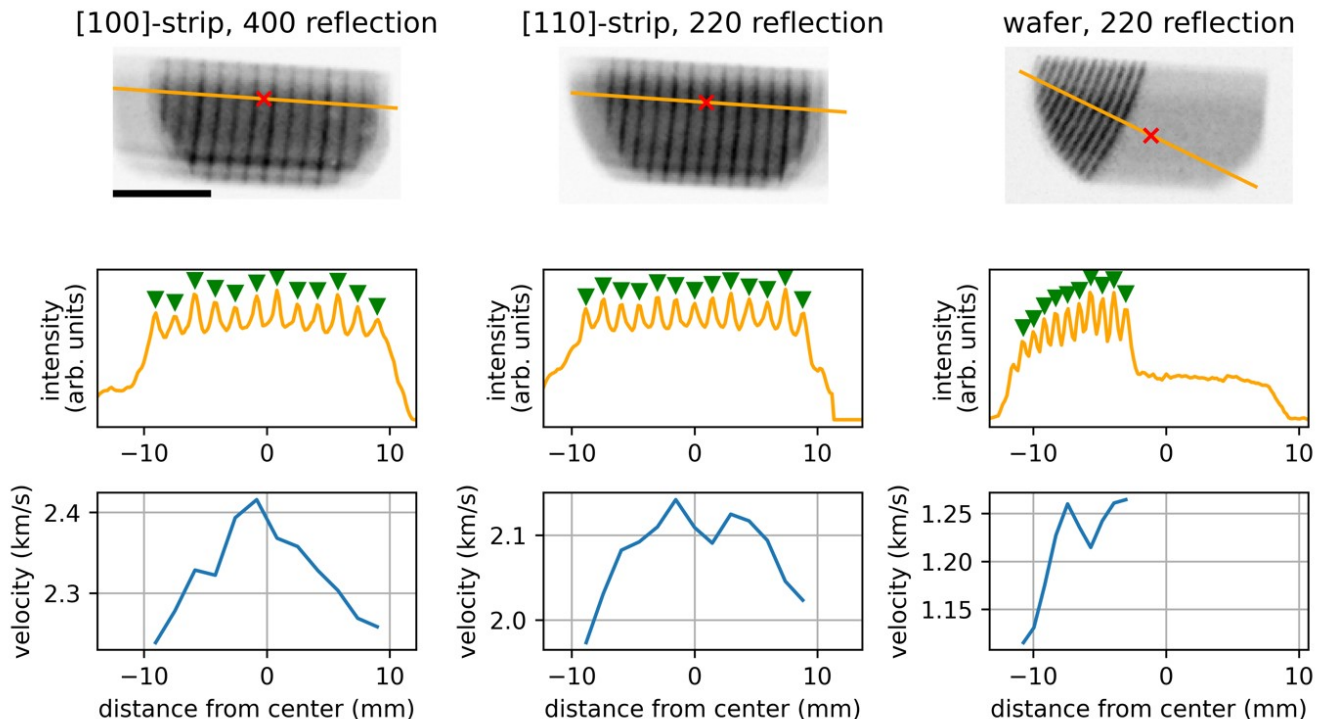 [100]-strip, 400 reflection
[110]-strip, 220 reflection
wafer, 220 reflection
intensity
(arb. units)
−10 0 10
intensity
(arb. units)
−10 0 10
intensity
(arb. units)
−10 0 10
velocity (km/s)
2.4
2.3
−10 0 10
distance from center (mm)
velocity (km/s)
2.1
2.0
−10 0 10
distance from center (mm)
velocity (km/s)
1.25
1.20
1.15
−10 0 10
distance from center (mm)